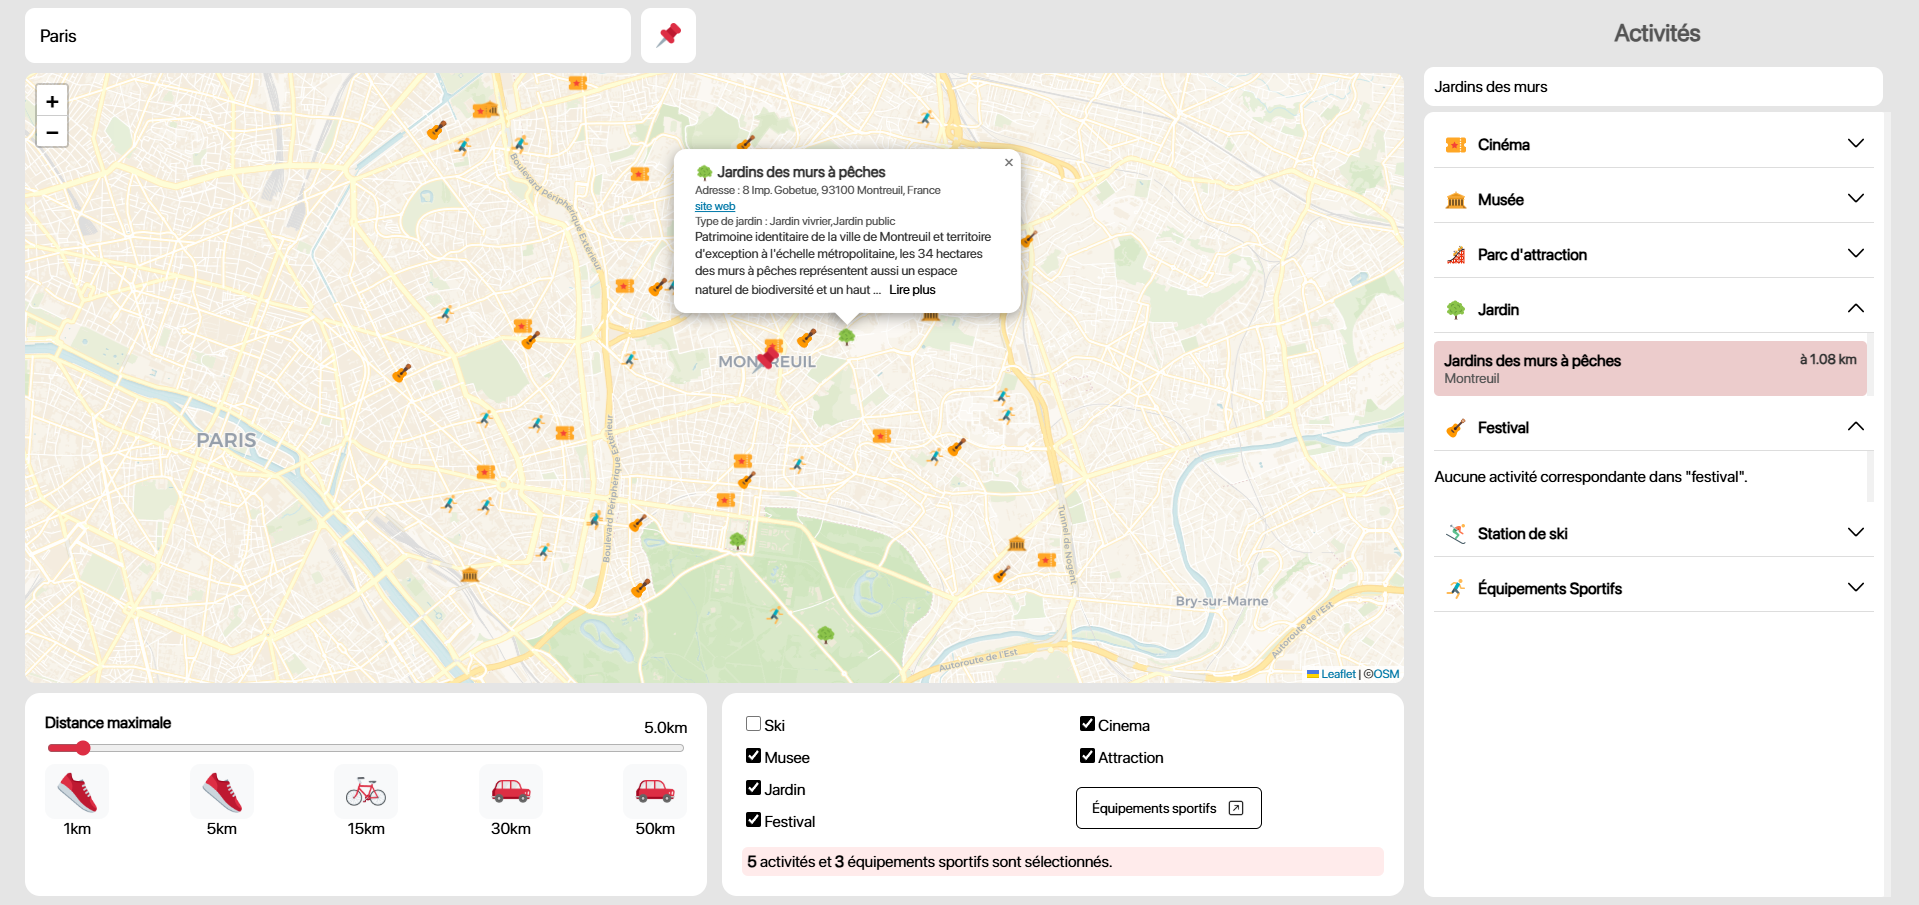 Paris
Activités
Jardins des murs
+
−
Boulevard Périphérique Extérieur
Jardins des murs à pêches
×
Adresse : 8 Imp. Gobetue, 93100 Montreuil, France
site web
Type de jardin : Jardin vivrier,Jardin public
Patrimoine identitaire de la ville de Montreuil et territoire
d'exception à l'échelle métropolitaine, les 34 hectares
des murs à pêches représentent aussi un espace
naturel de biodiversité et un haut ... Lire plus
PARIS
Boulevard Périphérique Extérieur
Tunnel de Nogent
Bry-sur-Marne
Autoroute de l'Est
Autoroute de l'Est
Leaflet | ©OSM
Cinéma
Musée
Parc d'attraction
Jardin
Jardins des murs à pêches
à 1.08 km
Montreuil
Festival
Aucune activité correspondante dans "festival".
Station de ski
Équipements Sportifs
Distance maximale
5.0km
1km
5km
15km
30km
50km
Ski
Musee
Jardin
Festival
Cinema
Attraction
Équipements sportifs
5 activités et 3 équipements sportifs sont sélectionnés.